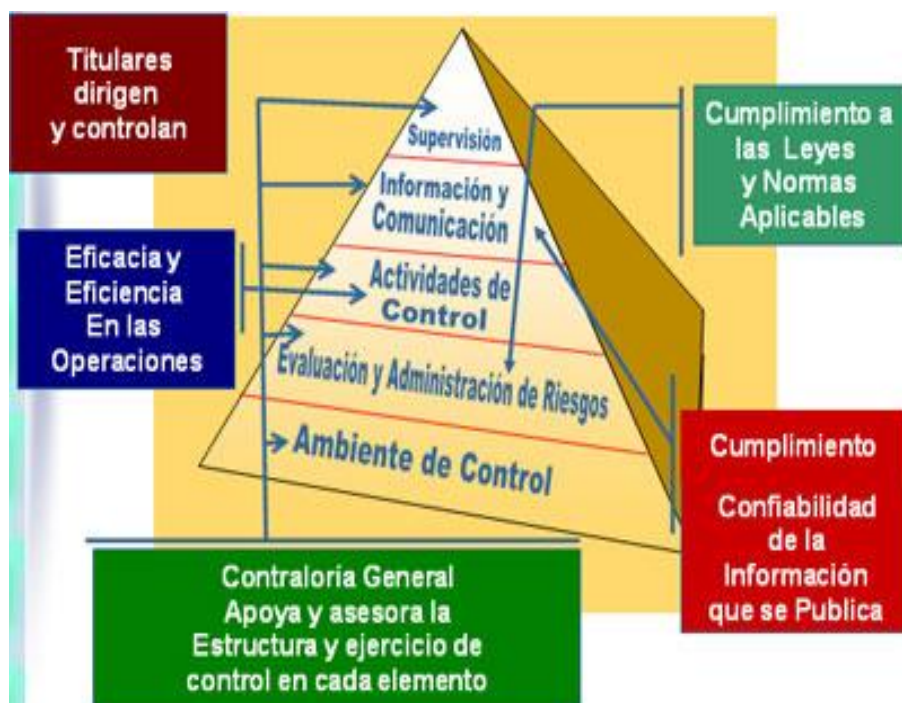 Titulares
dirigen
y controlan
Eficacia y
Eficiencia
En las
Operaciones
Supervisión
Información y
Comunicación
Actividades de
Control
Evaluación y Administración de Riesgos
Ambiente de Control
Cumplimiento a
las Leyes
y Normas
Aplicables
Cumplimiento
Confiabilidad
de la
Información
que se Publica
Contraloría General
Apoya y asesora la
Estructura y ejercicio de
control en cada elemento